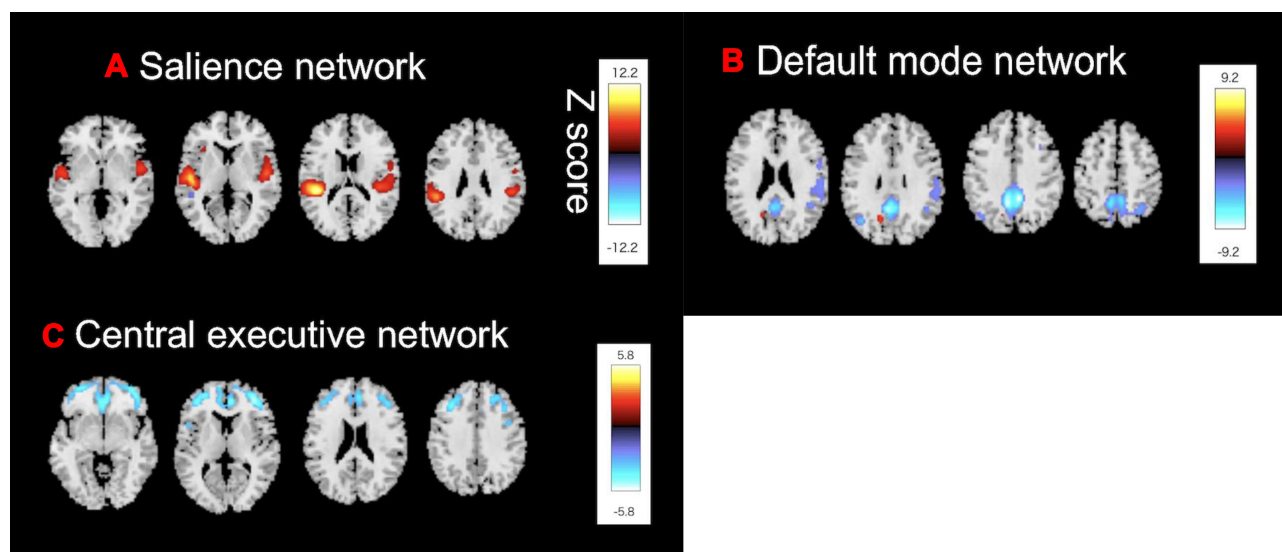 A Salience network
12.2
Z score
-12.2
B Default mode network
9.2
-9.2
C Central executive network
5.8
-5.8